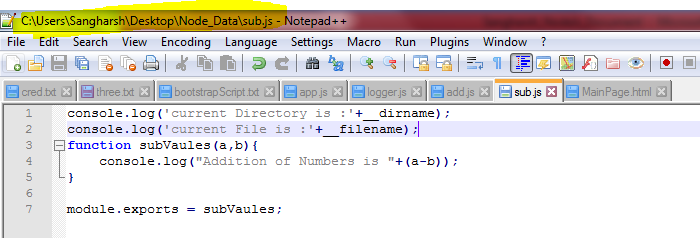 C:\Users\Sangharsh\Desktop\Node_Data\sub.js - Notepad++
File Edit Search View Encoding Language Settings Macro Run Plugins Window ?
cred.txt three.txt bootstrapScript.txt app.js logger.js add.js sub.js MainPage.html
1 console.log('current Directory is :'+__dirname);
2 console.log('current File is :'+__filename);
3 function subVaules(a,b){
4 console.log("Addition of Numbers is "+(a-b));
5 }
6
7 module.exports = subVaules;